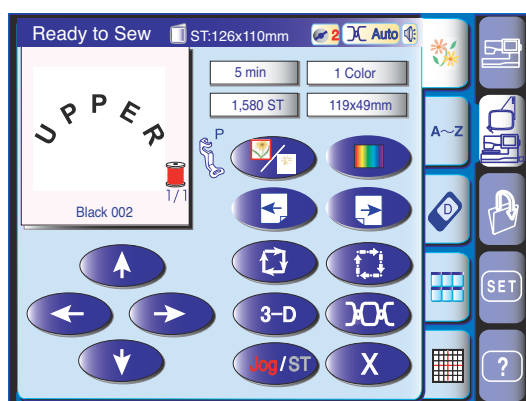 Ready to Sew ST:126x110mm 2 Auto
5 min 1 Color
1,580 ST 119x49mm
UPPER
P
1/1
Black 002
A~Z
D
3-D
SET
Jog/ST X
?